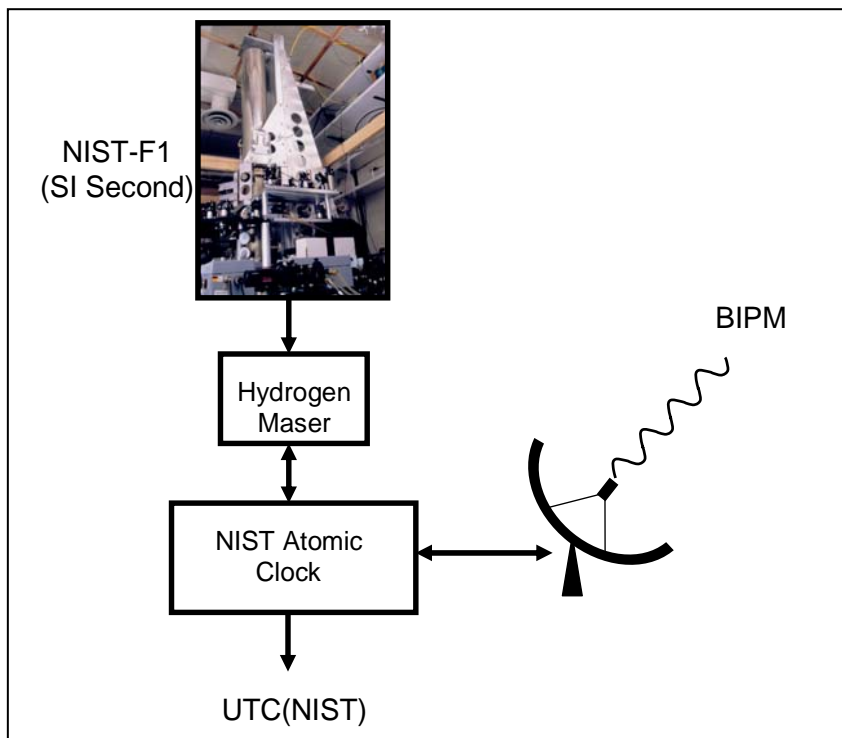 NIST-F1
(SI Second)
BIPM
Hydrogen
Maser
NIST Atomic
Clock
UTC(NIST)